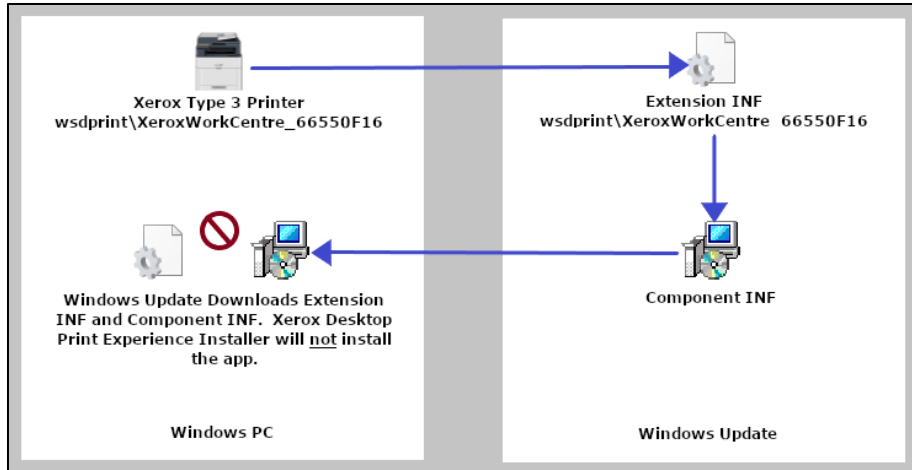 Xerox Type 3 Printer
wsdprint\XeroxWorkCentre_66550F16
Extension INF
wsdprint\XeroxWorkCentre 66550F16
Windows Update Downloads Extension
INF and Component INF.  Xerox Desktop
Print Experience Installer will not install
the app.
Component INF
Windows PC
Windows Update